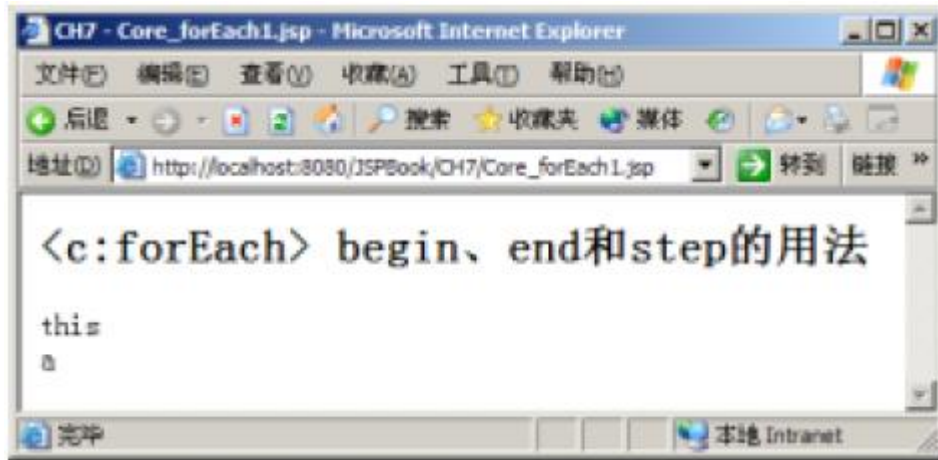 CH7 - Core_forEach1.jsp - Microsoft Internet Explorer
文件(F) 编辑(E) 查看(V) 收藏(A) 工具(T) 帮助(H)
后退 搜索 收藏夹 媒体
地址(D) http://localhost:8080/JSPBook/CH7/Core_forEach1.jsp 转到 链接 »
<c:forEach> begin、end和step的用法
this
a
完毕 本地 Intranet